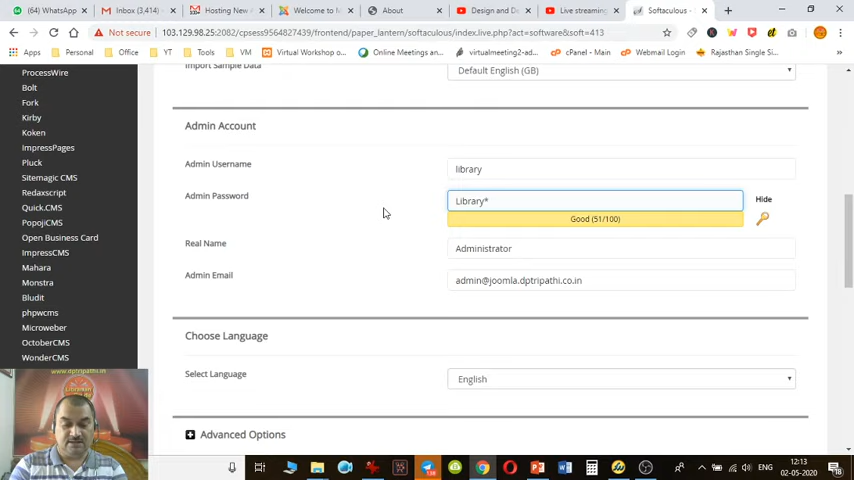 (64) WhatsApp
Inbox (3,414)
Hosting New A
Welcome to M
About
Design and De
Live streaming
Softaculous -
Not secure
103.129.98.25:2082/cpsess9564827439/frontend/paper_lantern/softaculous/index.live.php?act=software&soft=413
Apps
Personal
Office
YT
Tools
VM
Virtual Workshop o
Online Meetings an
virtualmeeting2-ad
cPanel - Main
Webmail Login
Rajasthan Single Si
»
ProcessWire
Bolt
Fork
Kirby
Koken
ImpressPages
Pluck
Sitemagic CMS
Redaxscript
Quick.CMS
PopojiCMS
Open Business Card
ImpressCMS
Mahara
Monstra
Bludit
phpwcms
Microweber
OctoberCMS
WonderCMS
Import Sample Data
Default English (GB)
Admin Account
Admin Username
library
Admin Password
Library*
Hide
Good (51/100)
Real Name
Administrator
Admin Email
admin@joomla.dptripathi.co.in
Choose Language
Select Language
English
Advanced Options
www.dptripathi.co.in
ENG
12:13
02-05-2020